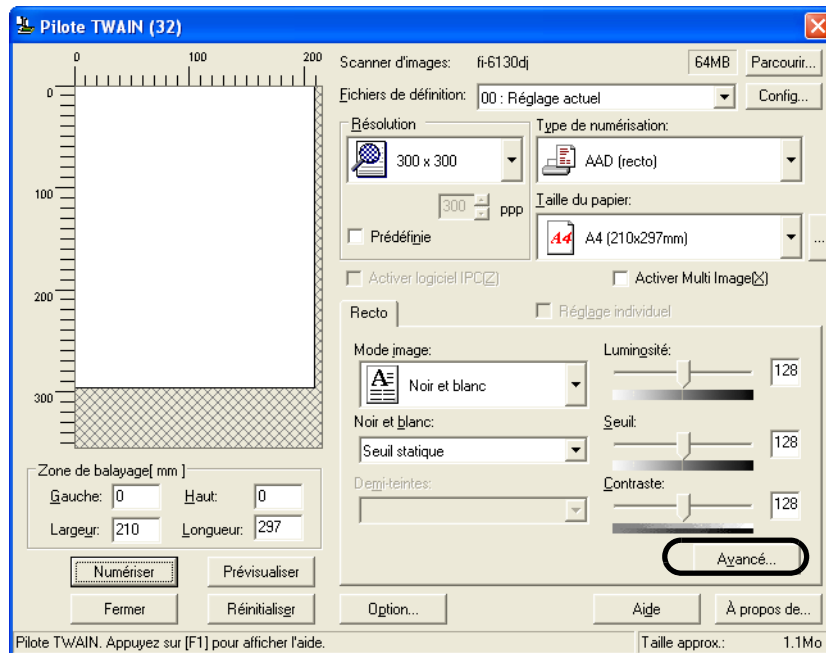 Pilote TWAIN (32)
0 100 200
0
100
200
300
Scanner d'images: fi-6130dj 64MB Parcourir...
Fichiers de définition: 00 : Réglage actuel Config...
Résolution
300 x 300
300 ppp
Prédéfinie
Type de numérisation:
AAD (recto)
Taille du papier:
A4 A4 (210x297mm) ...
Activer logiciel IPC(Z) Activer Multi Image(X)
Recto Réglage individuel
Mode image:
Noir et blanc
Noir et blanc:
Seuil statique
Demi-teintes:
Luminosité:
128
Seuil:
128
Contraste:
128
Avancé...
Zone de balayage[ mm ]
Gauche: 0 Haut: 0
Largeur: 210 Longueur: 297
Numériser Prévisualiser
Fermer Réinitialiser Option... Aide À propos de...
Pilote TWAIN. Appuyez sur [F1] pour afficher l'aide. Taille approx.: 1.1Mo